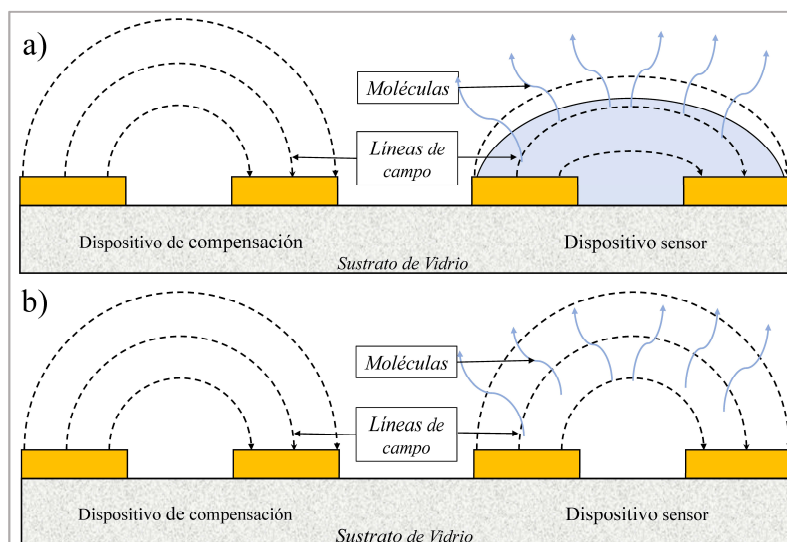 a)
Moléculas
Líneas de
campo
Dispositivo de compensación
Dispositivo sensor
Sustrato de Vidrio
b)
Moléculas
Líneas de
campo
Dispositivo de compensación
Dispositivo sensor
Sustrato de Vidrio